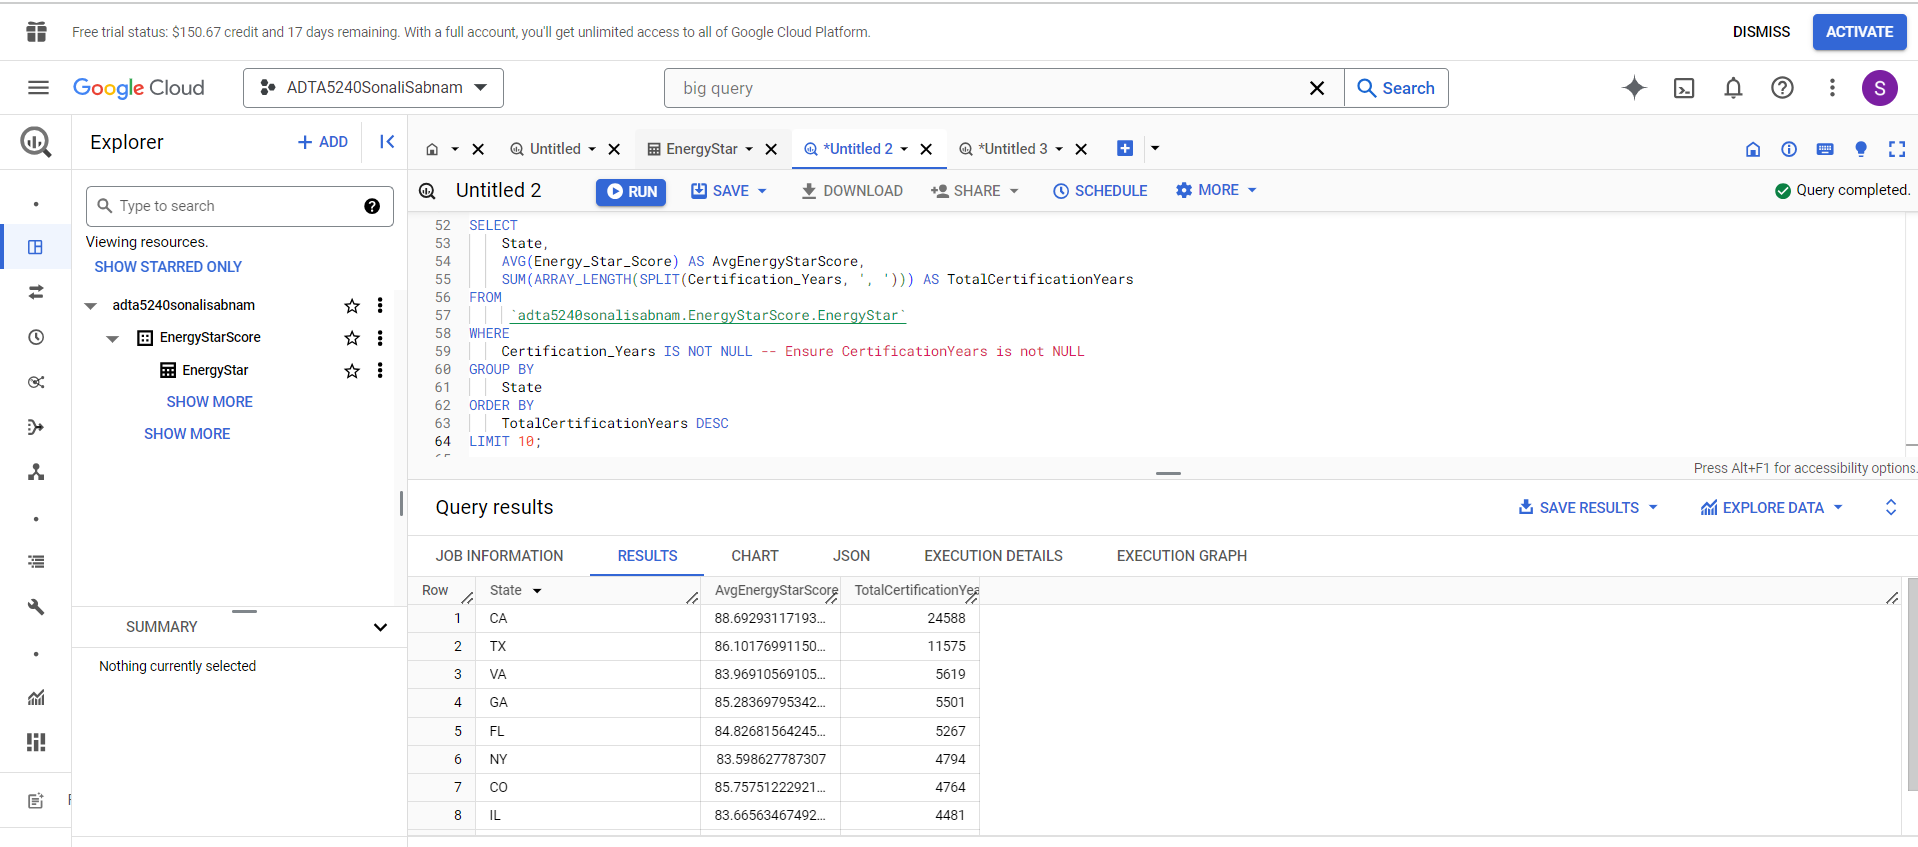 Free trial status: $150.67 credit and 17 days remaining. With a full account, you'll get unlimited access to all of Google Cloud Platform.
DISMISS
ACTIVATE
Google Cloud
ADTA5240SonaliSabnam
big query
Search
S
Explorer
+ ADD
Untitled
EnergyStar
*Untitled 2
*Untitled 3
Untitled 2
RUN
SAVE
DOWNLOAD
SHARE
SCHEDULE
MORE
Query completed.
Type to search
Viewing resources.
SHOW STARRED ONLY
adta5240sonalisabnam
EnergyStarScore
EnergyStar
SHOW MORE
SHOW MORE
SUMMARY
Nothing currently selected
52 SELECT
53 State,
54 AVG(Energy_Star_Score) AS AvgEnergyStarScore,
55 SUM(ARRAY_LENGTH(SPLIT(Certification_Years, ', '))) AS TotalCertificationYears
56 FROM
57 `adta5240sonalisabnam.EnergyStarScore.EnergyStar`
58 WHERE
59 Certification_Years IS NOT NULL -- Ensure CertificationYears is not NULL
60 GROUP BY
61 State
62 ORDER BY
63 TotalCertificationYears DESC
64 LIMIT 10;
Press Alt+F1 for accessibility options.
Query results
SAVE RESULTS
EXPLORE DATA
JOB INFORMATION
RESULTS
CHART
JSON
EXECUTION DETAILS
EXECUTION GRAPH
Row State AvgEnergyStarScore TotalCertificationYea
1 CA 88.69293117193... 24588
2 TX 86.10176991150... 11575
3 VA 83.96910569105... 5619
4 GA 85.28369795342... 5501
5 FL 84.82681564245... 5267
6 NY 83.598627787307 4794
7 CO 85.75751222921... 4764
8 IL 83.66563467492... 4481